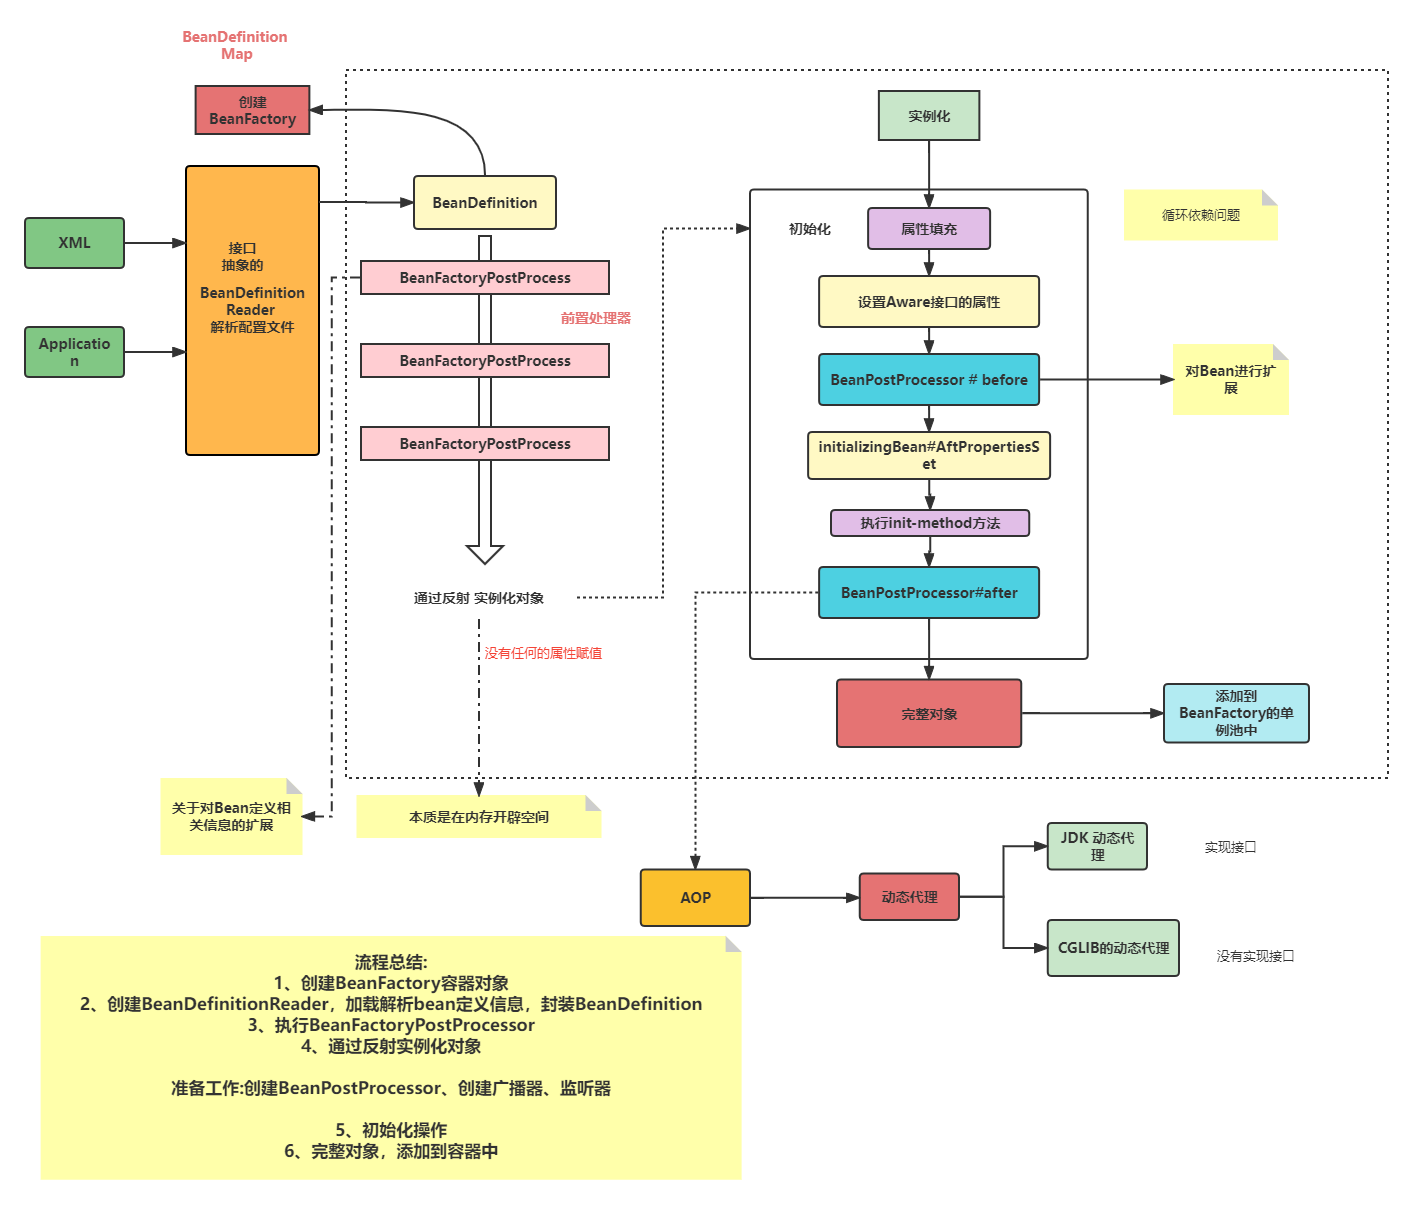 BeanDefinition
Map
创建
BeanFactory
XML
Applicatio
n
接口
抽象的
BeanDefinition
Reader
解析配置文件
BeanDefinition
BeanFactoryPostProcess
前置处理器
BeanFactoryPostProcess
BeanFactoryPostProcess
通过反射 实例化对象
没有任何的属性赋值
实例化
初始化
属性填充
设置Aware接口的属性
BeanPostProcessor # before
initializingBean#AftPropertiesS
et
执行init-method方法
BeanPostProcessor#after
完整对象
循环依赖问题
对Bean进行扩
展
添加到
BeanFactory的单
例池中
关于对Bean定义相
关信息的扩展
本质是在内存开辟空间
AOP
动态代理
JDK 动态代
理
实现接口
CGLIB的动态代理
没有实现接口
流程总结:
1、创建BeanFactory容器对象
2、创建BeanDefinitionReader，加载解析bean定义信息，封装BeanDefinition
3、执行BeanFactoryPostProcessor
4、通过反射实例化对象
准备工作:创建BeanPostProcessor、创建广播器、监听器
5、初始化操作
6、完整对象，添加到容器中